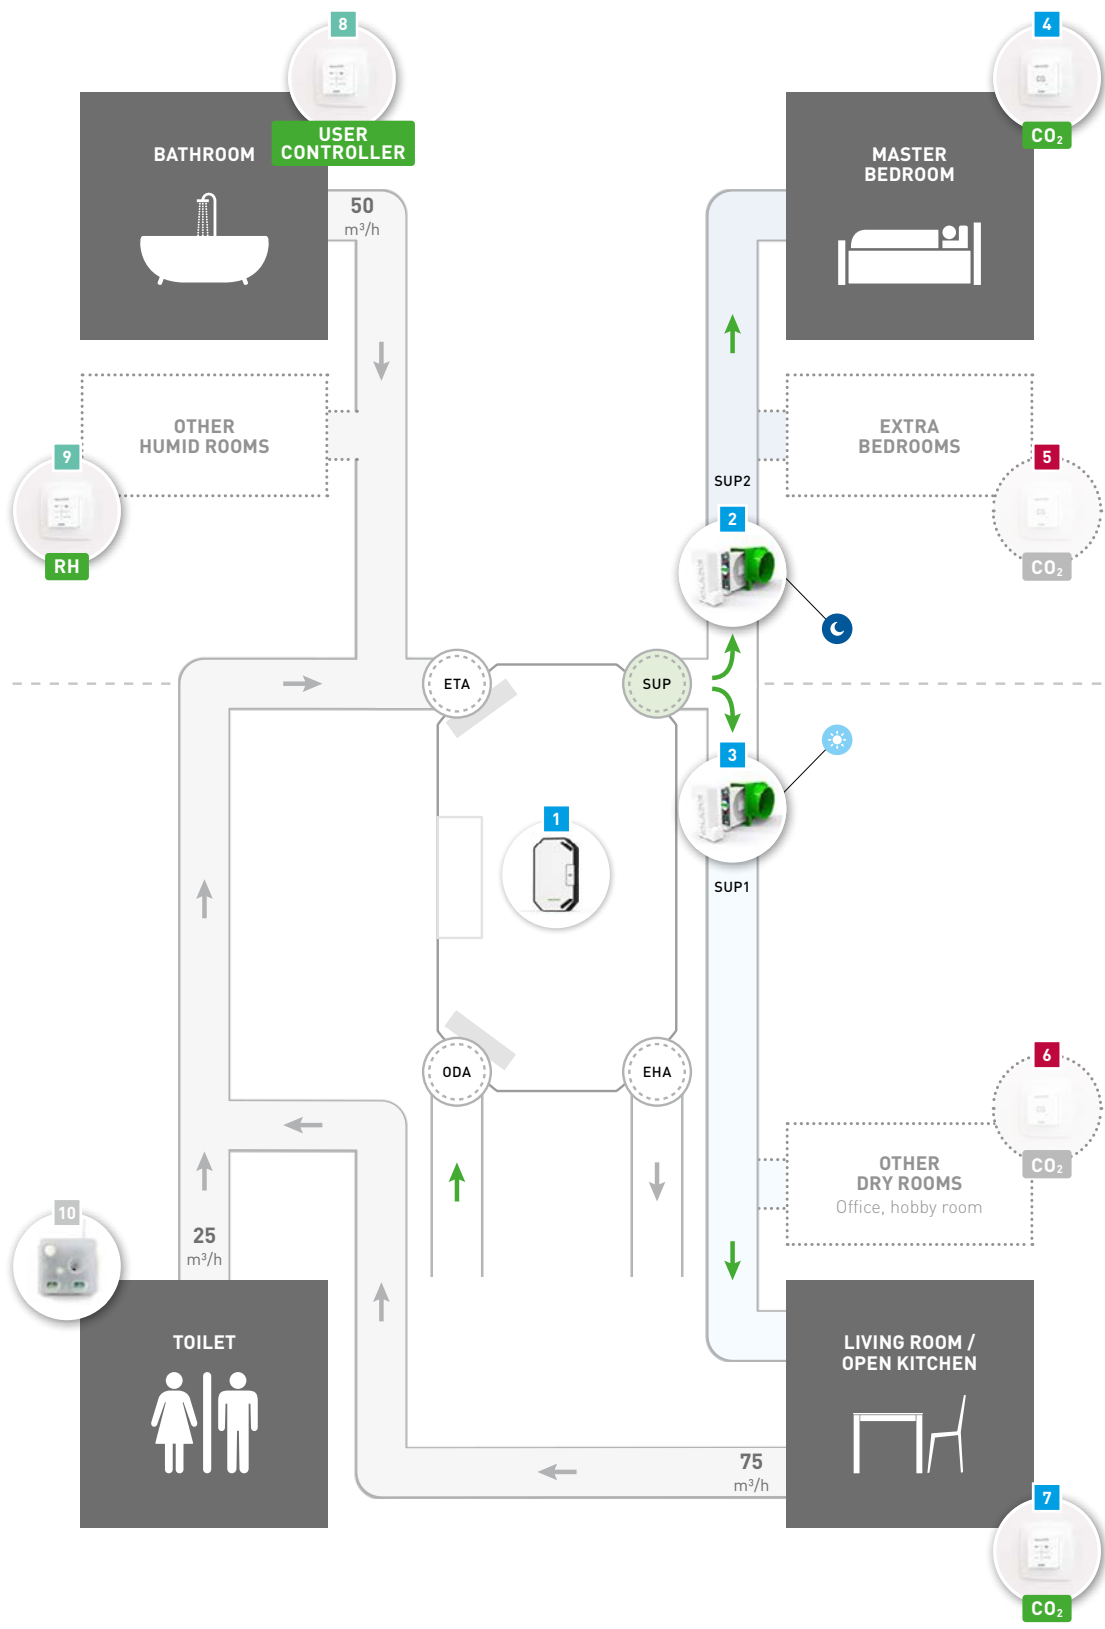 8
USER
CONTROLLER
BATHROOM
50
m³/h
4
CO₂
MASTER
BEDROOM
OTHER
HUMID ROOMS
9
RH
EXTRA
BEDROOMS
5
CO₂
SUP2
2
ETA
SUP
3
SUP1
1
ODA
EHA
6
CO₂
OTHER
DRY ROOMS
Office, hobby room
10
25
m³/h
TOILET
LIVING ROOM /
OPEN KITCHEN
75
m³/h
7
CO₂